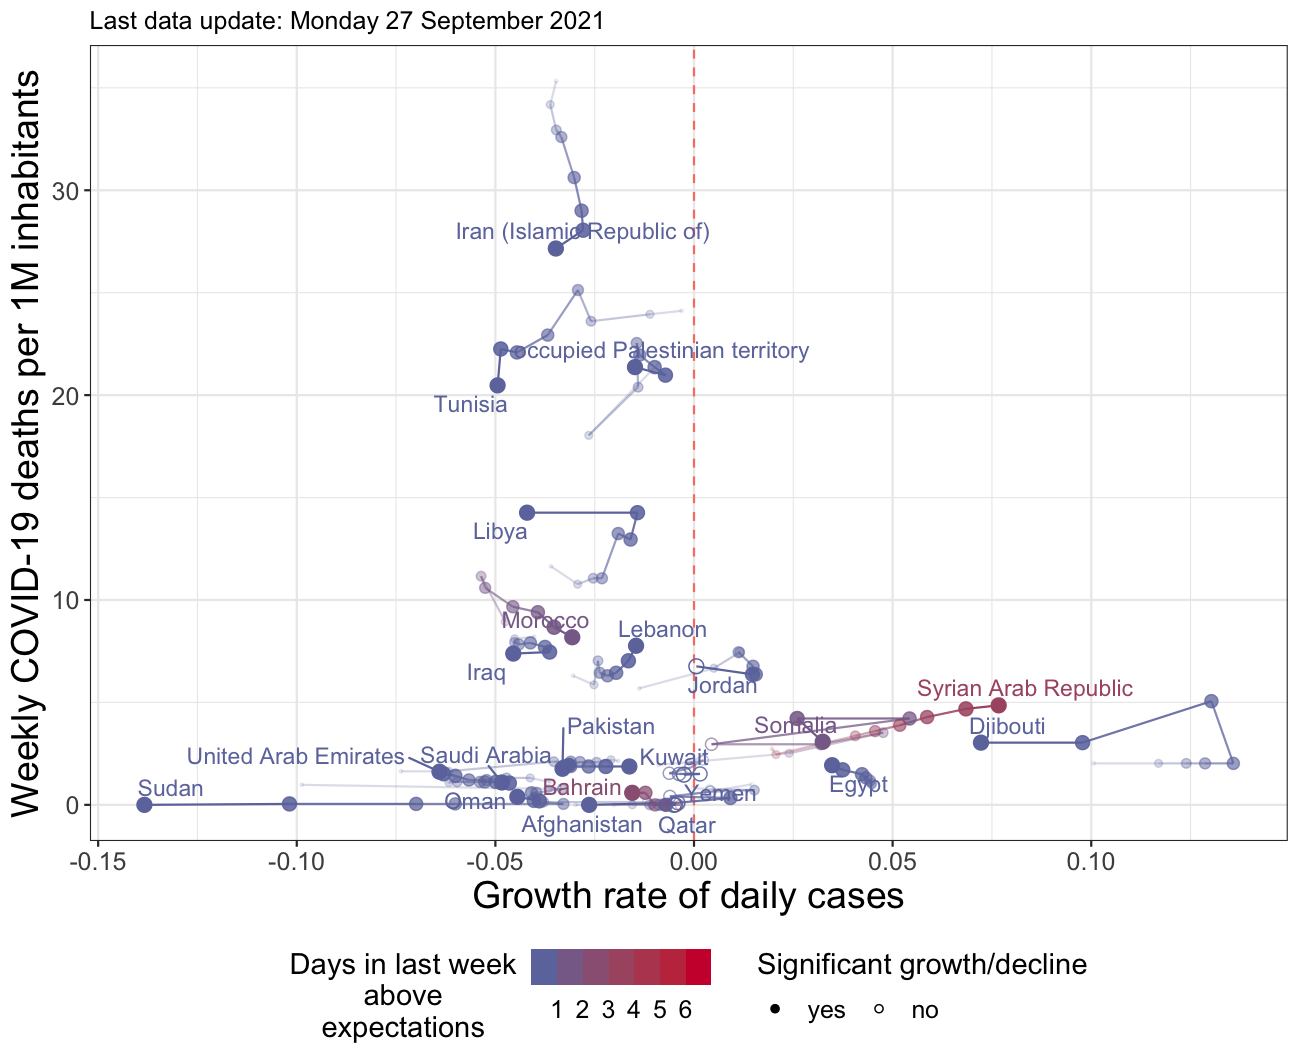 Last data update: Monday 27 September 2021
Weekly COVID-19 deaths per 1M inhabitants
30
20
10
0
Iran (Islamic Republic of)
occupied Palestinian territory
Tunisia
Libya
Morocco
Lebanon
Iraq
Jordan
Syrian Arab Republic
Somalia
Djibouti
Pakistan
United Arab Emirates
Saudi Arabia
Kuwait
Sudan
Bahrain
Egypt
Oman
Yemen
Afghanistan
Qatar
-0.15
-0.10
-0.05
0.00
0.05
0.10
Growth rate of daily cases
Days in last week
above
expectations
1 2 3 4 5 6
Significant growth/decline
yes
no